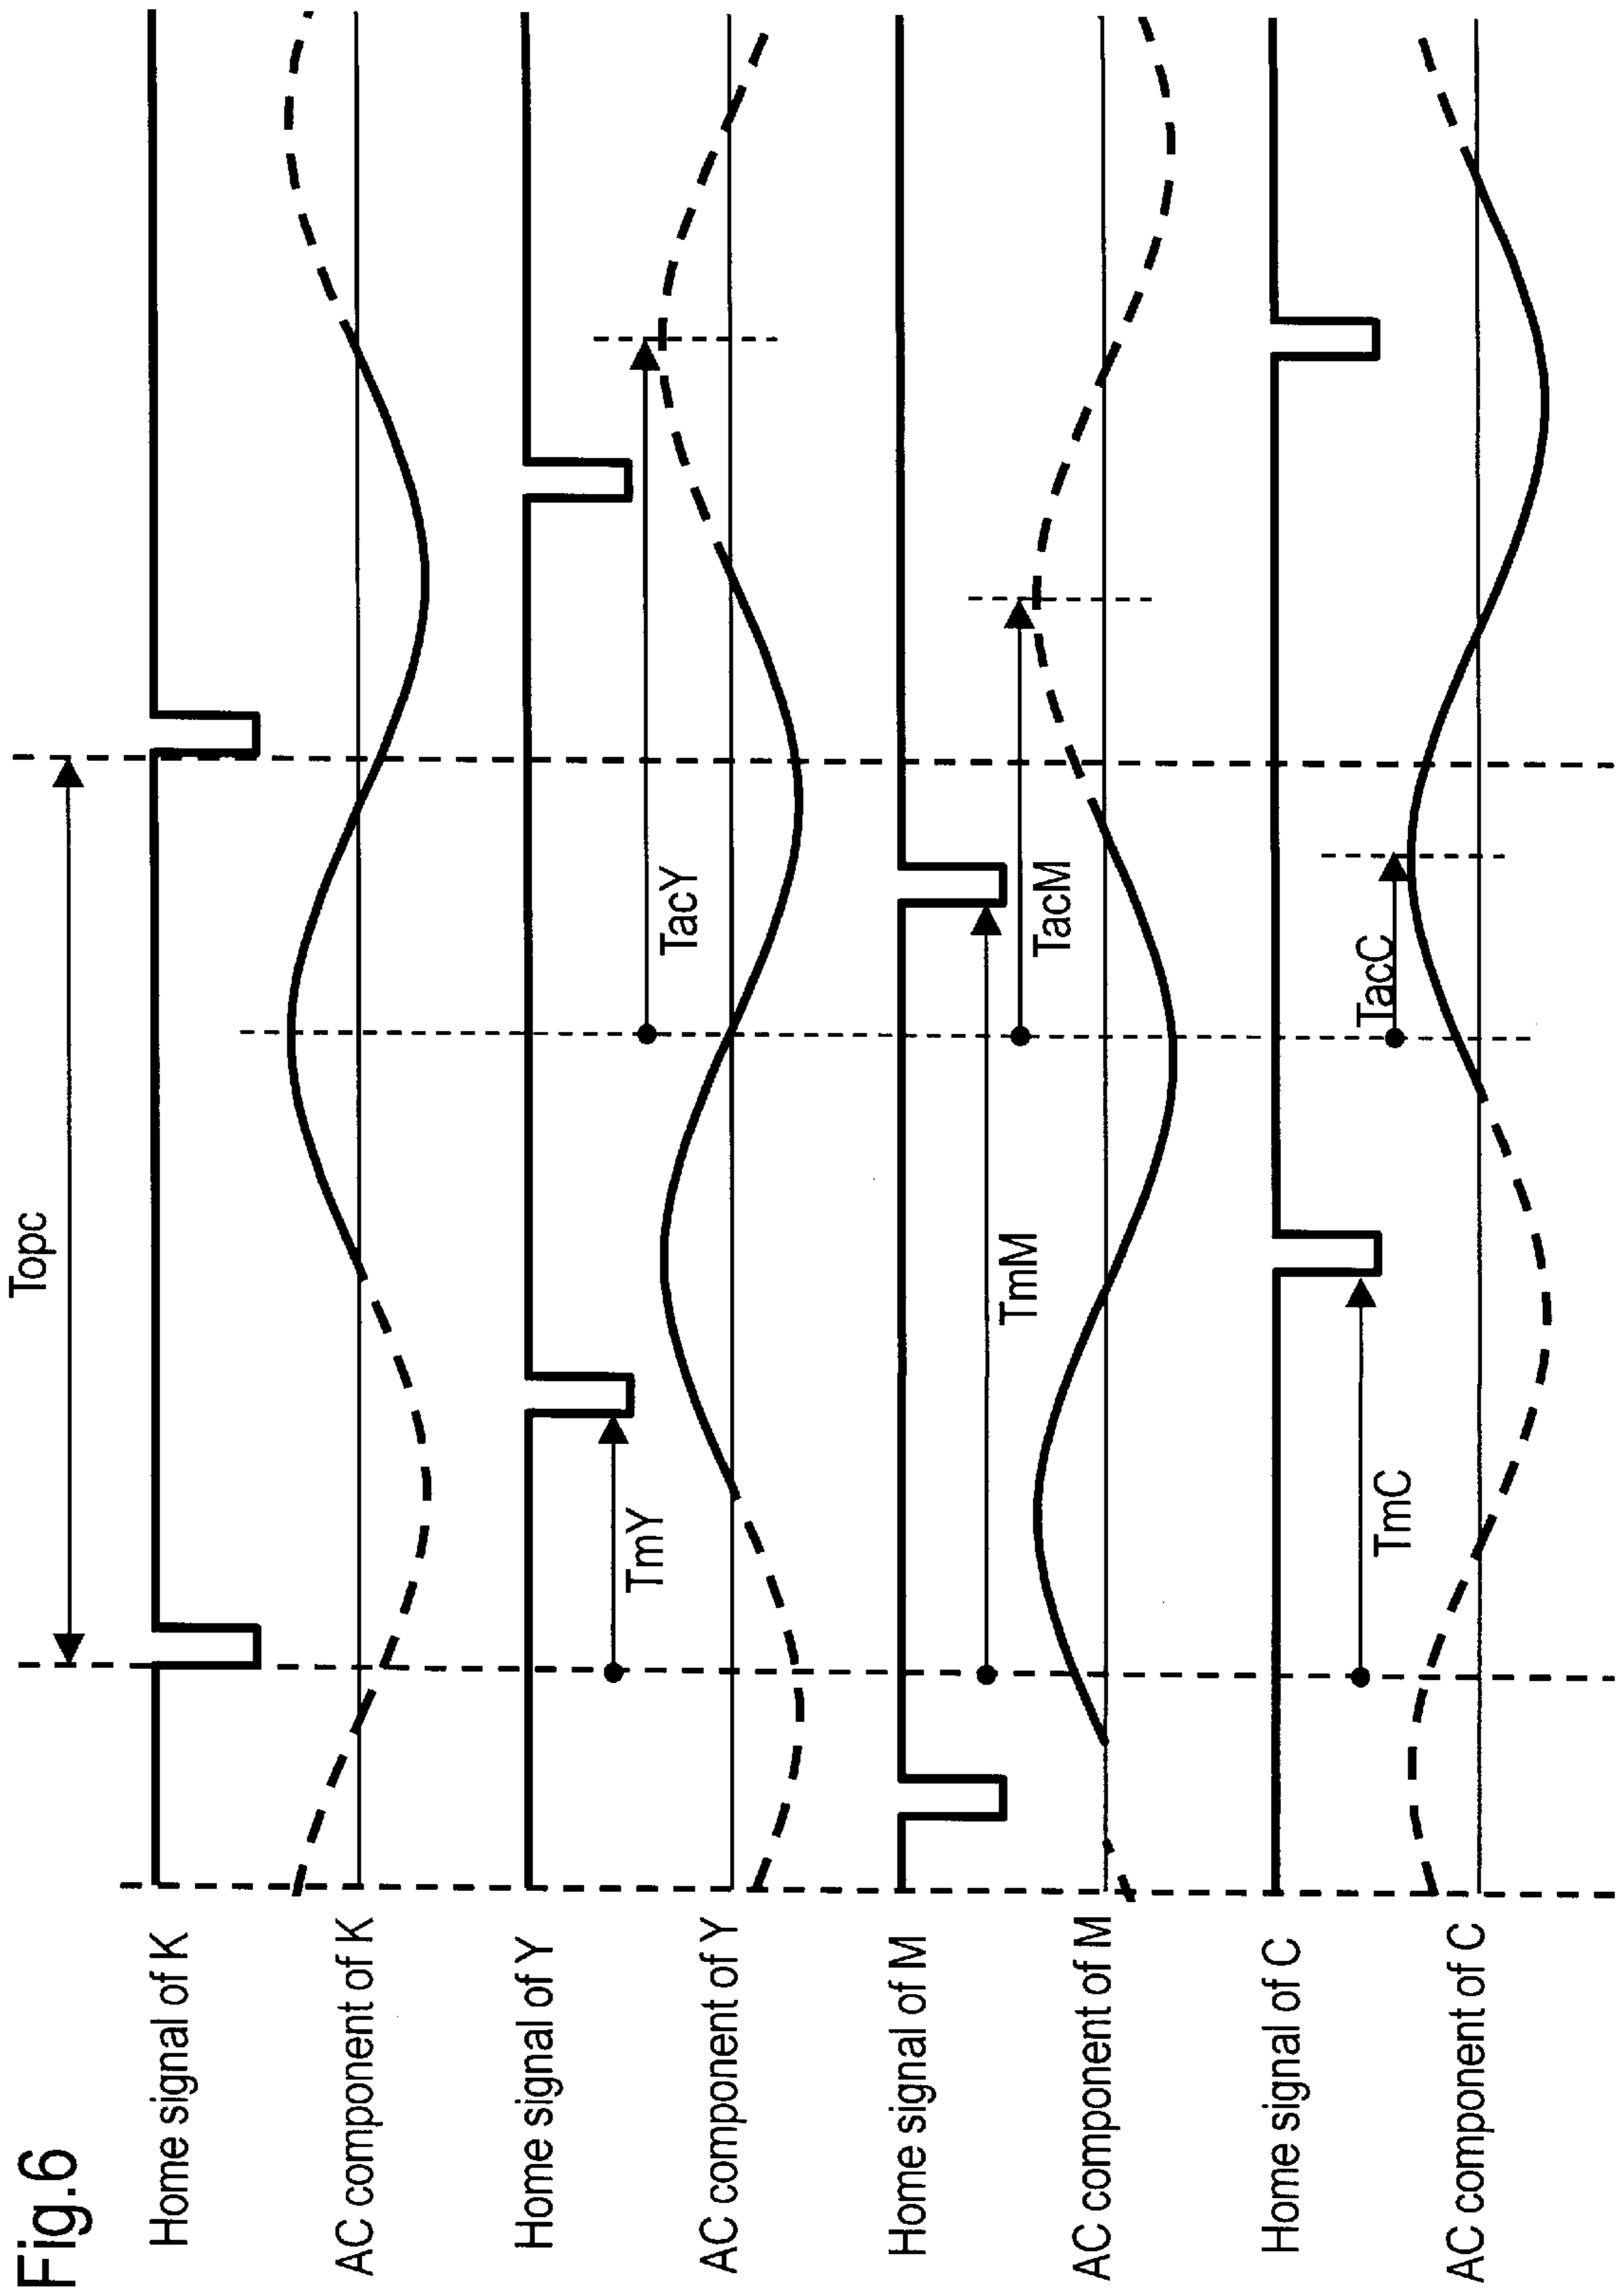 Fig.6
Topc
Home signal of K
AC component of K
Home signal of Y
TmY
TacY
AC component of Y
Home signal of M
TmM
TacM
AC component of M
Home signal of C
TmC
TacC
AC component of C